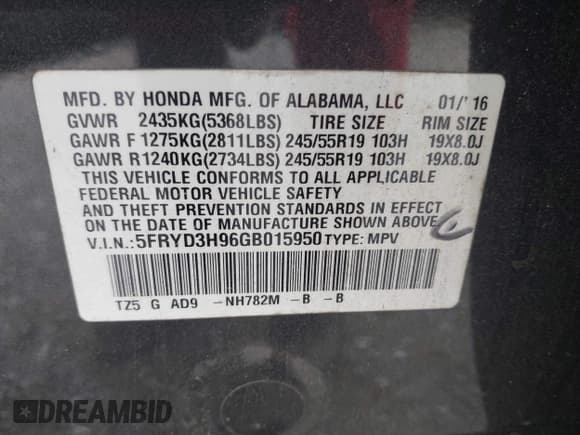 MFD. BY HONDA MFG. OF ALABAMA, LLC 01/'16
GVWR 2435KG(5368LBS) TIRE SIZE RIM SIZE
GAWR F 1275KG(2811LBS) 245/55R19 103H 19X8.0J
GAWR R 1240KG(2734LBS) 245/55R19 103H 19X8.0J
THIS VEHICLE CONFORMS TO ALL APPLICABLE
FEDERAL MOTOR VEHICLE SAFETY
AND THEFT PREVENTION STANDARDS IN EFFECT
ON THE DATE OF MANUFACTURE SHOWN ABOVE.
V.I.N.:5FRYD3H96GB015950 TYPE: MPV
TZ5 G AD9 -NH782M -B -B
DREAMBID